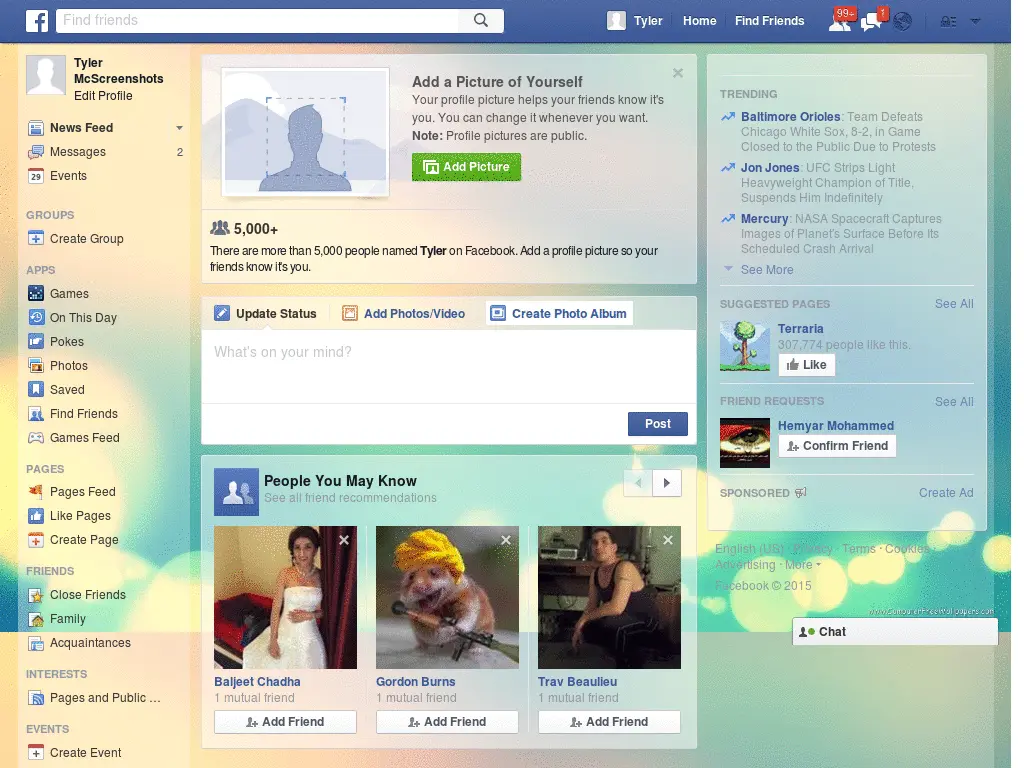 f
Find friends
Tyler
Home
Find Friends
99+
1
Tyler
McScreenshots
Edit Profile
News Feed
Messages
2
29
Events
GROUPS
Create Group
APPS
Games
On This Day
Pokes
Photos
Saved
Find Friends
Games Feed
PAGES
Pages Feed
Like Pages
Create Page
FRIENDS
Close Friends
Family
Acquaintances
INTERESTS
Pages and Public ...
EVENTS
Create Event
Add a Picture of Yourself
Your profile picture helps your friends know it's
you. You can change it whenever you want.
Note: Profile pictures are public.
Add Picture
5,000+
There are more than 5,000 people named Tyler on Facebook. Add a profile picture so your
friends know it's you.
Update Status
Add Photos/Video
Create Photo Album
What's on your mind?
Post
People You May Know
See all friend recommendations
Baljeet Chadha
1 mutual friend
Add Friend
Gordon Burns
1 mutual friend
Add Friend
Trav Beaulieu
1 mutual friend
Add Friend
TRENDING
Baltimore Orioles: Team Defeats
Chicago White Sox, 8-2, in Game
Closed to the Public Due to Protests
Jon Jones: UFC Strips Light
Heavyweight Champion of Title,
Suspends Him Indefinitely
Mercury: NASA Spacecraft Captures
Images of Planet's Surface Before Its
Scheduled Crash Arrival
See More
SUGGESTED PAGES
See All
Terraria
307,774 people like this.
Like
FRIEND REQUESTS
See All
Hemyar Mohammed
Confirm Friend
SPONSORED
Create Ad
English (US) · Privacy · Terms · Cookies ·
Advertising · More
Facebook © 2015
www.ComputerFreeWallpapers.com
Chat